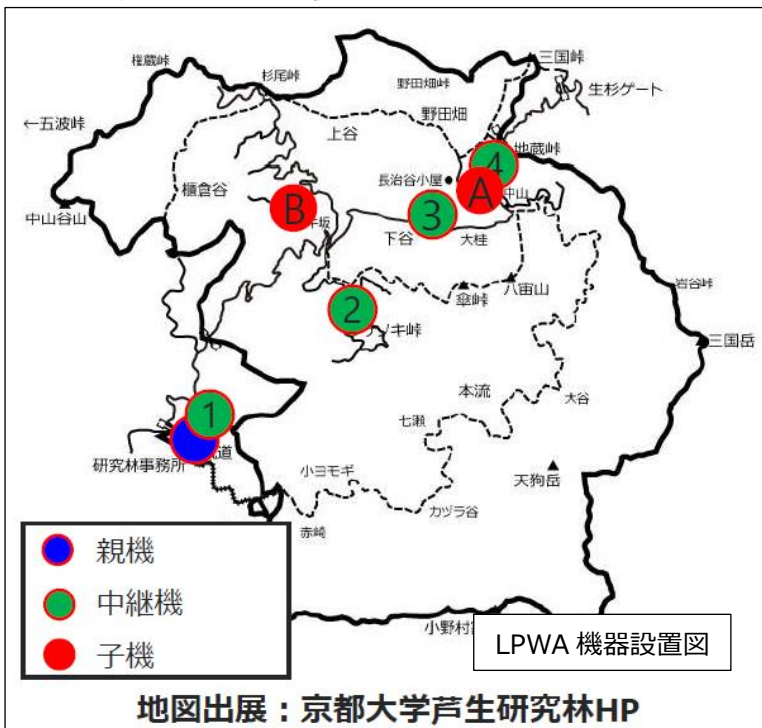 三国峠
権蔵峠
杉尾峠
野田畑峠
生杉ゲート
←五波峠
野田畑
上谷
地蔵峠
4
長治谷小屋
A
中山
櫃倉谷
B
3
中山谷山
下谷
大桂
岩谷峠
傘峠
八宙山
2
ノキ峠
三国岳
本流
大谷
1
七瀬
研究林事務所
道
小ヨモギ
天狗岳
カヅラ谷
赤崎
親機
中継機
子機
小野村
LPWA 機器設置図
地図出展：京都大学芦生研究林HP